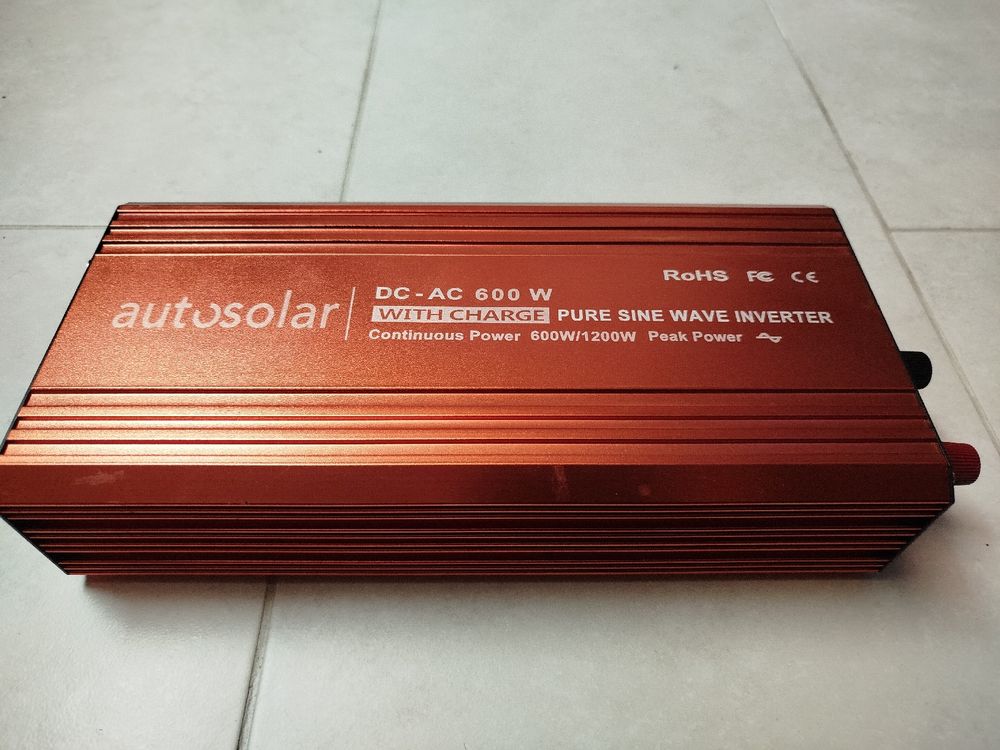 autosolar
RoHS FC CE
DC - AC 600 W
WITH CHARGE PURE SINE WAVE INVERTER
Continuous Power 600W/1200W Peak Power